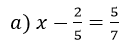 a) x − 2/5 = 5/7